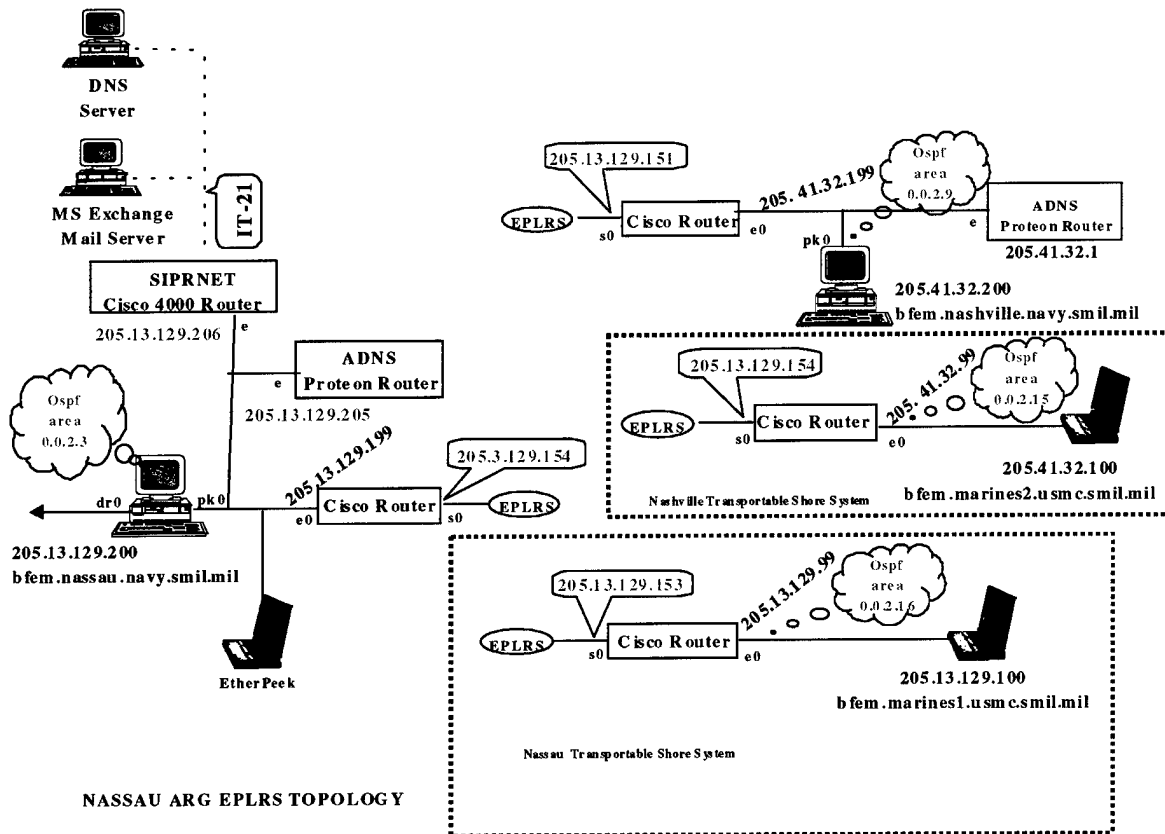 DNS
Server
MS Exchange
Mail Server
IT-21
SIPRNET
Cisco 4000 Router
205.13.129.206
e
ADNS
Proteon Router
e
205.13.129.205
Ospf
area
0.0.2.3
205.13.129.199
205.3.129.154
dr0
pk0
e0
Cisco Router
s0
EPLRS
205.13.129.200
bfem.nassau.navy.smil.mil
EtherPeek
NASSAU ARG EPLRS TOPOLOGY
205.13.129.151
205. 41.32.199
Ospf
area
0.0.2.9
EPLRS
s0
Cisco Router
e0
pk0
e
ADNS
Proteon Router
205.41.32.1
205.41.32.200
bfem.nashville.navy.smil.mil
205.13.129.154
205. 41.32.99
Ospf
area
0.0.2.15
EPLRS
s0
Cisco Router
e0
205.41.32.100
bfem.marines2.usmc.smil.mil
Nashville Transportable Shore System
205.13.129.153
205.13.129.99
Ospf
area
0.0.2.16
EPLRS
s0
Cisco Router
e0
205.13.129.100
bfem.marines1.usmc.smil.mil
Nassau Transportable Shore System